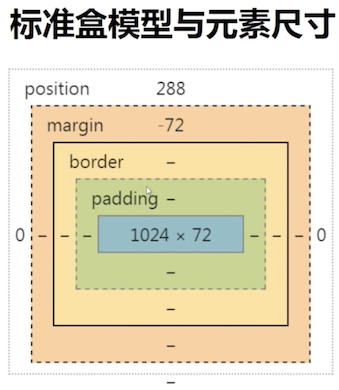 标准盒模型与元素尺寸
position 288
margin -72
border –
padding –
0 – – – 1024 × 72 – – – 0
–
–
–
–